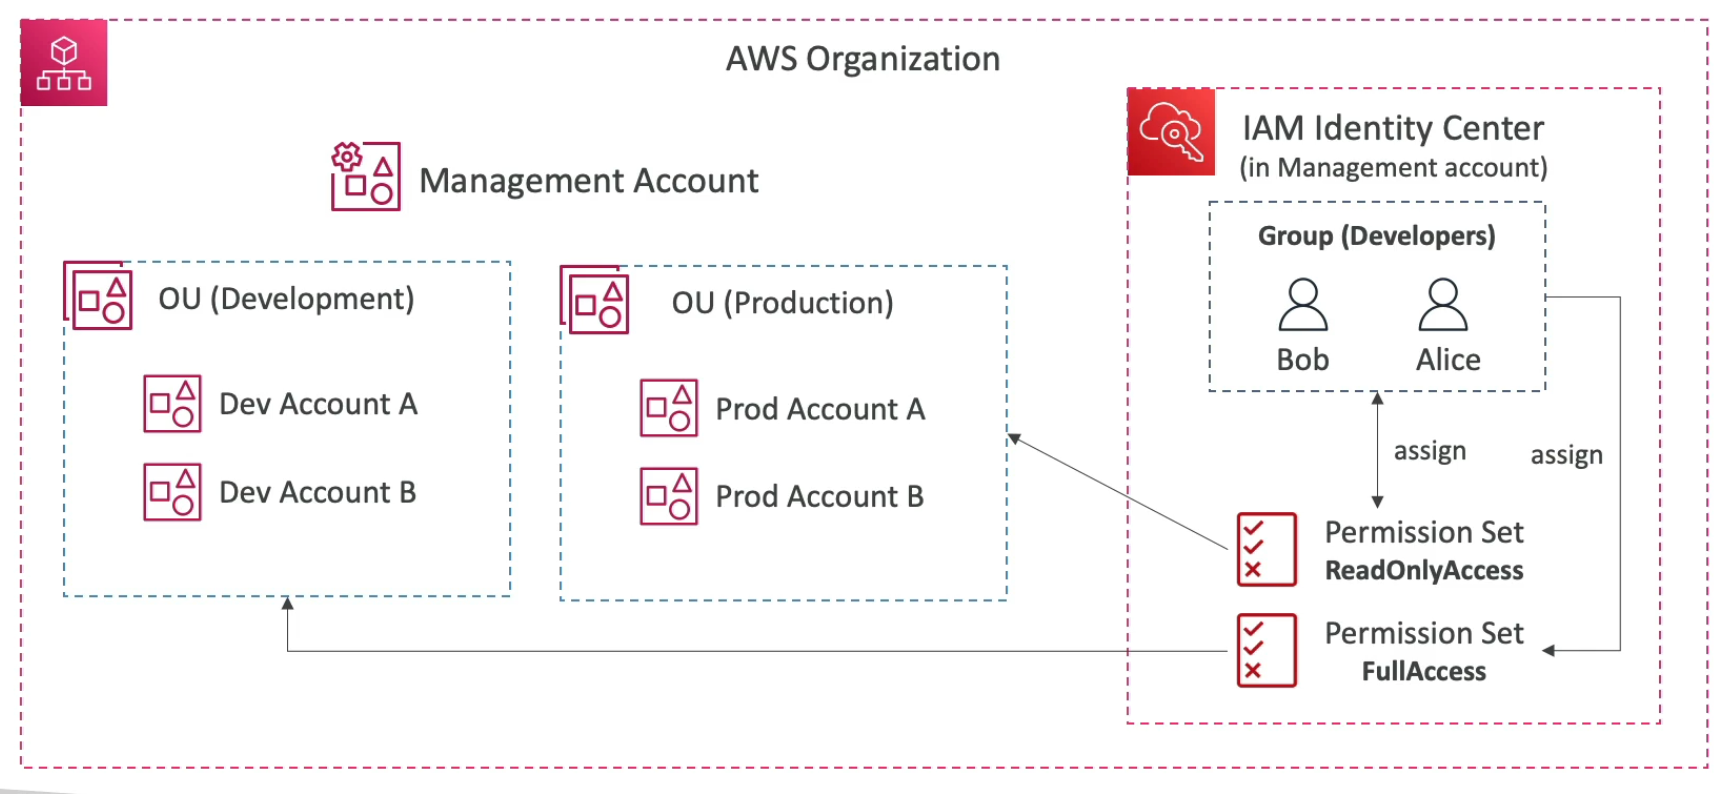 AWS Organization
IAM Identity Center
(in Management account)
Management Account
Group (Developers)
Bob
Alice
OU (Development)
Dev Account A
Dev Account B
OU (Production)
Prod Account A
Prod Account B
assign
assign
Permission Set
ReadOnlyAccess
Permission Set
FullAccess